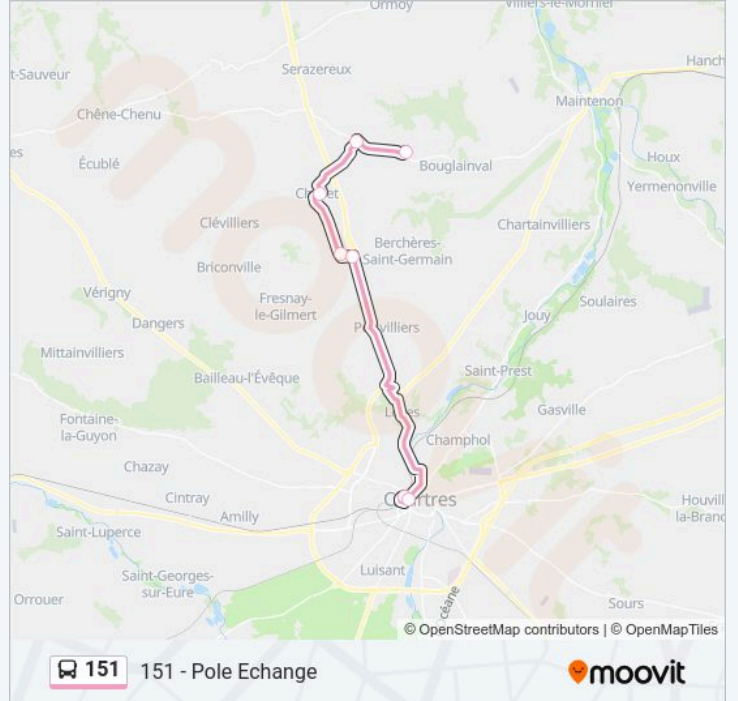 Ormoy
Villiers-le-Morhier
Hanch
Serazereux
t-Sauveur
Maintenon
Chêne-Chenu
es
Écublé
Bouglainval
Houx
Yermenonville
Clévilliers
Chartainvilliers
Berchères-
Saint-Germain
Briconville
Vérigny
Fresnay-
le-Gilmert
Soulaires
Jouy
Dangers
Mittainvilliers
Bailleau-l'Évêque
Saint-Prest
Gasville
Fontaine-
la-Guyon
Champhol
Chazay
Cintray
Amilly
Houvill
la-Branc
Saint-Luperce
Luisant
Saint-Georges-
sur-Eure
Orrouer
Sours
océane
© OpenStreetMap contributors | © OpenMapTiles
151 151 - Pole Echange
moovit